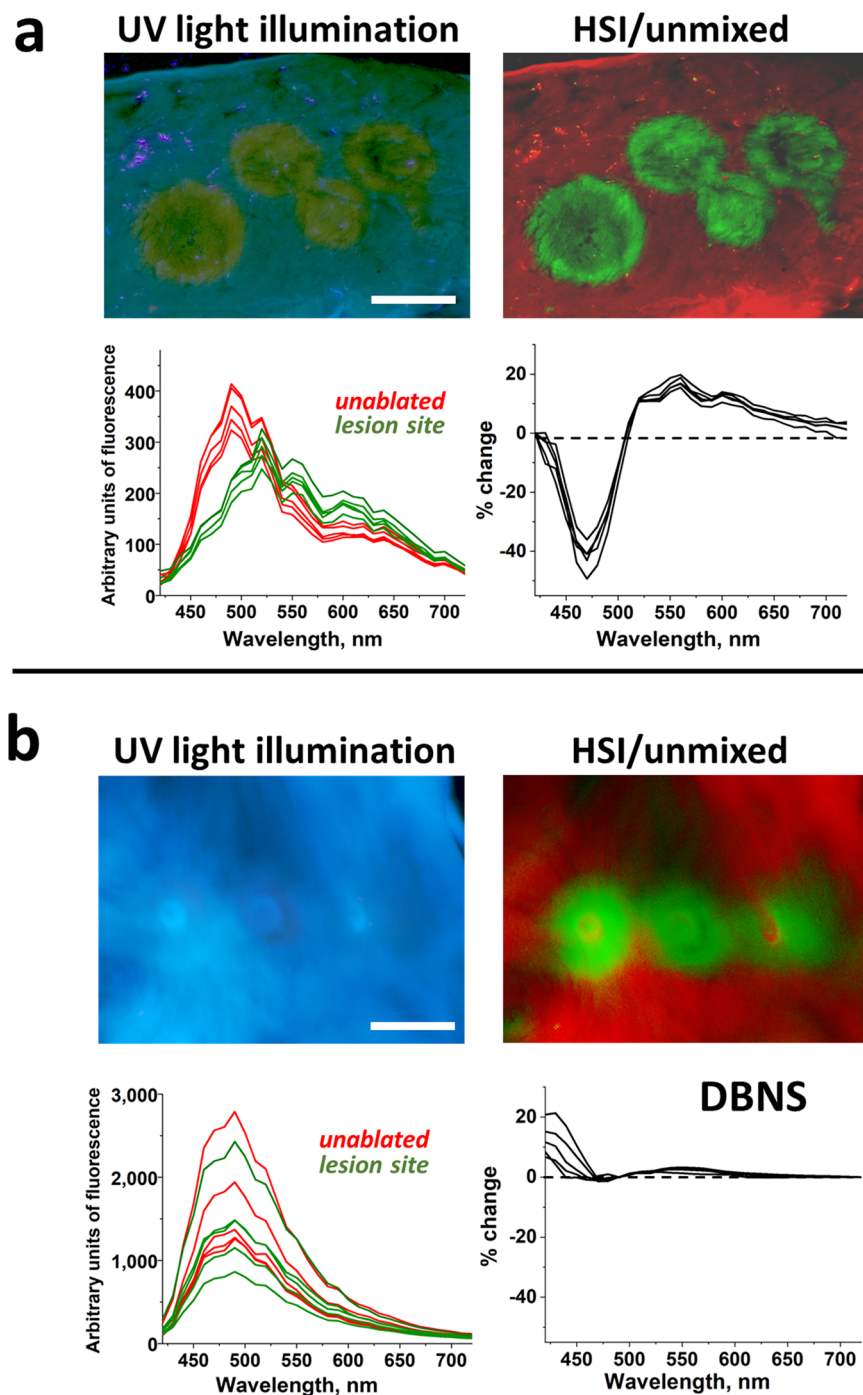 a
UV light illumination
HSI/unmixed
Arbitrary units of fluorescence
400
300
200
100
0
unablated
lesion site
450 500 550 600 650 700
Wavelength, nm
% change
20
0
-20
-40
450 500 550 600 650 700
Wavelength, nm
b
UV light illumination
HSI/unmixed
Arbitrary units of fluorescence
3,000
2,000
1,000
0
unablated
lesion site
450 500 550 600 650 700
Wavelength, nm
DBNS
% change
20
0
-20
-40
450 500 550 600 650 700
Wavelength, nm